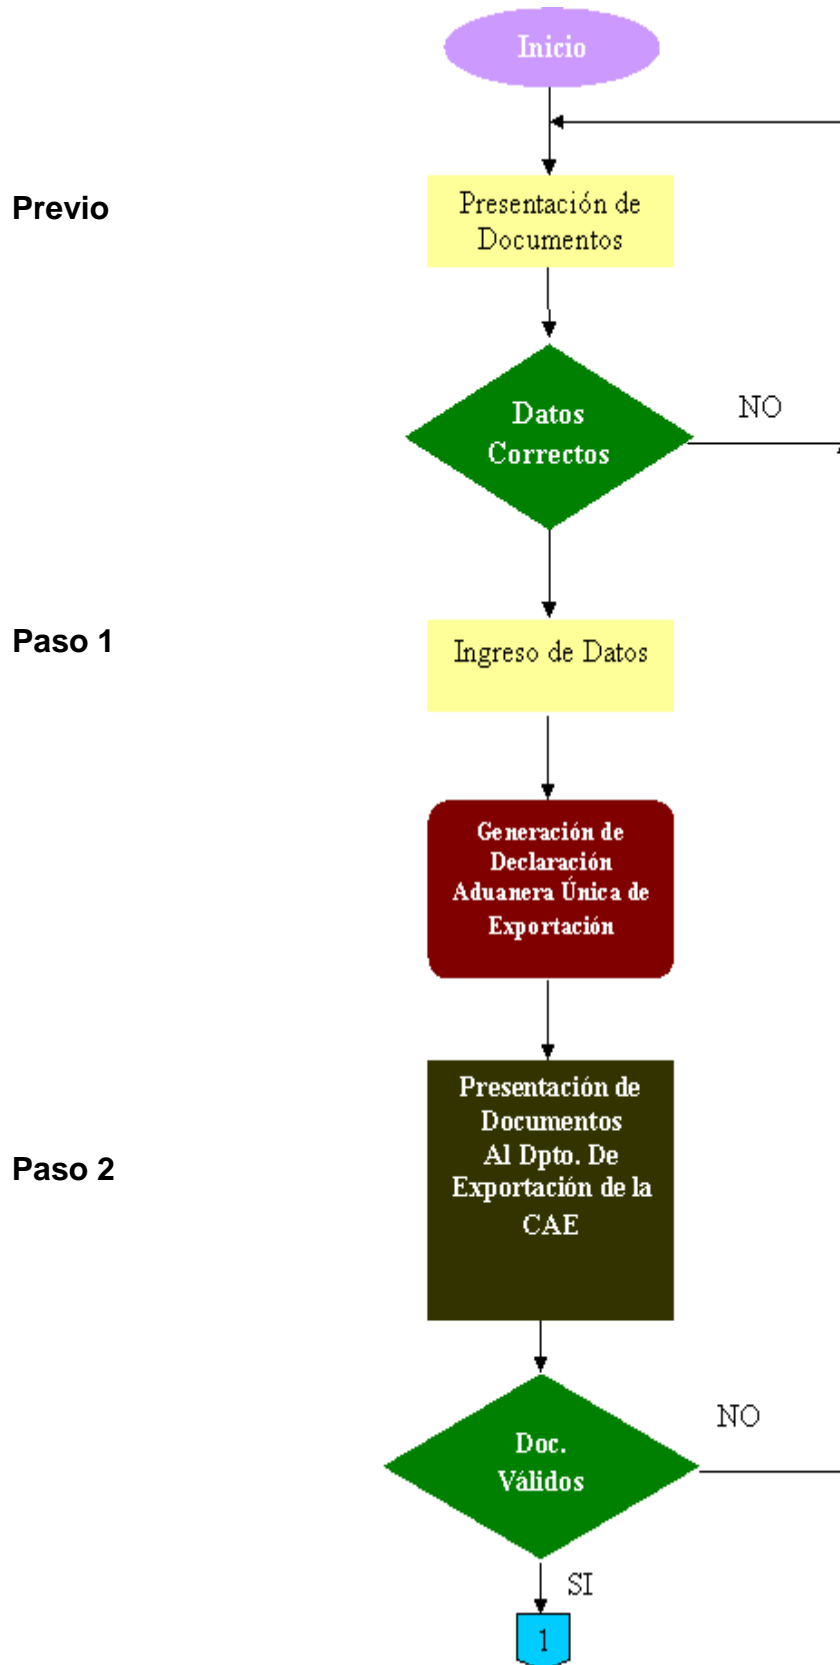 Inicio
Previo
Presentación de
Documentos
Datos
Correctos
NO
Paso 1
Ingreso de Datos
Generación de
Declaración
Aduanera Única de
Exportación
Paso 2
Presentación de
Documentos
Al Dpto. De
Exportación de la
CAE
Doc.
Válidos
NO
SI
1